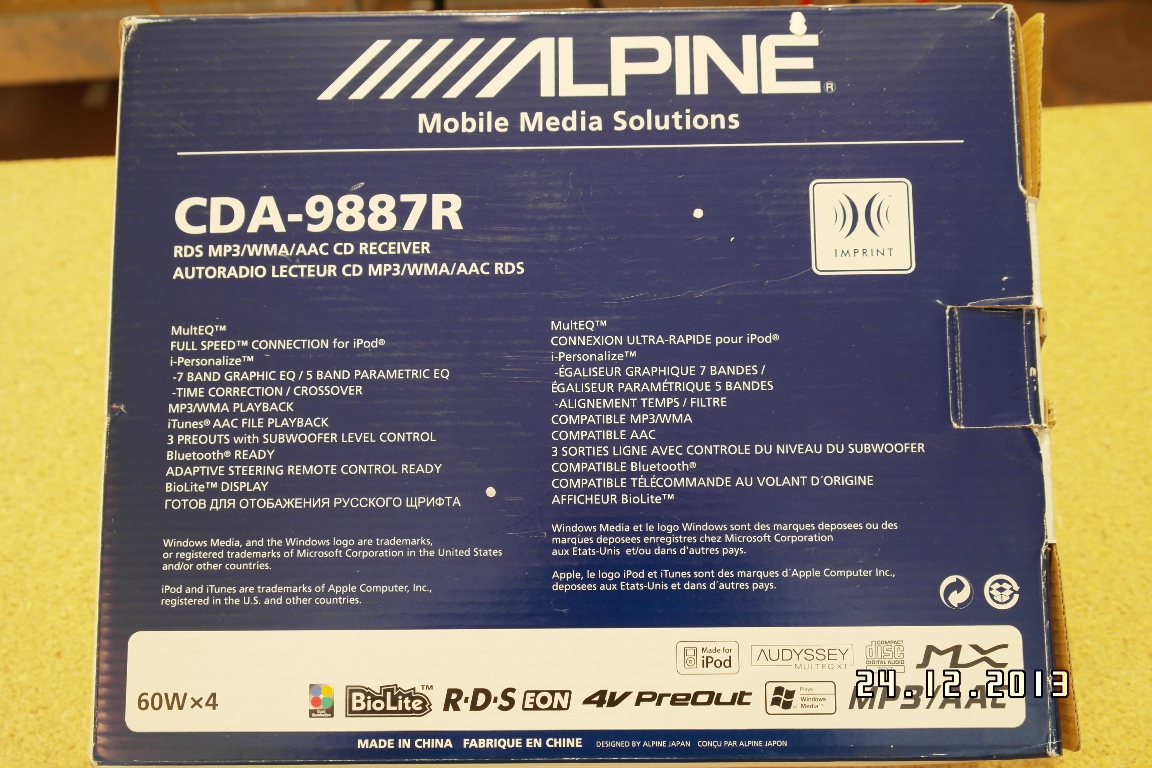 ALPINE®
Mobile Media Solutions
CDA-9887R
RDS MP3/WMA/AAC CD RECEIVER
AUTORADIO LECTEUR CD MP3/WMA/AAC RDS
IMPRINT
MultEQ™
FULL SPEED™ CONNECTION for iPod®
i-Personalize™
-7 BAND GRAPHIC EQ / 5 BAND PARAMETRIC EQ
-TIME CORRECTION / CROSSOVER
MP3/WMA PLAYBACK
iTunes® AAC FILE PLAYBACK
3 PREOUTS with SUBWOOFER LEVEL CONTROL
Bluetooth® READY
ADAPTIVE STEERING REMOTE CONTROL READY
BioLite™ DISPLAY
ГОТОВ ДЛЯ ОТОБАЖЕНИЯ РУССКОГО ЩРИФТА
Windows Media, and the Windows logo are trademarks,
or registered trademarks of Microsoft Corporation in the United States
and/or other countries.
iPod and iTunes are trademarks of Apple Computer, Inc.,
registered in the U.S. and other countries.
MultEQ™
CONNEXION ULTRA-RAPIDE pour iPod®
i-Personalize™
-ÉGALISEUR GRAPHIQUE 7 BANDES /
ÉGALISEUR PARAMÉTRIQUE 5 BANDES
-ALIGNEMENT TEMPS / FILTRE
COMPATIBLE MP3/WMA
COMPATIBLE AAC
3 SORTIES LIGNE AVEC CONTROLE DU NIVEAU DU SUBWOOFER
COMPATIBLE Bluetooth®
COMPATIBLE TÉLÉCOMMANDE AU VOLANT D´ORIGINE
AFFICHEUR BioLite™
Windows Media et le logo Windows sont des marques deposees ou des
marques deposees enregistres chez Microsoft Corporation
aux Etats-Unis et/ou dans d'autres pays.
Apple, le logo iPod et iTunes sont des marques d´Apple Computer Inc.,
deposees aux Etats-Unis et dans d´autres pays.
Made for
iPod
AUDYSSEY
MULTEQ XT
COMPACT
disc
DIGITAL AUDIO
MX
60W×4
BioLite™
R·D·S EON
4V PreOut
Plays
Windows
Media™
MP3/AAC
24.12.2013
MADE IN CHINA FABRIQUE EN CHINE DESIGNED BY ALPINE JAPAN CONÇU PAR ALPINE JAPON